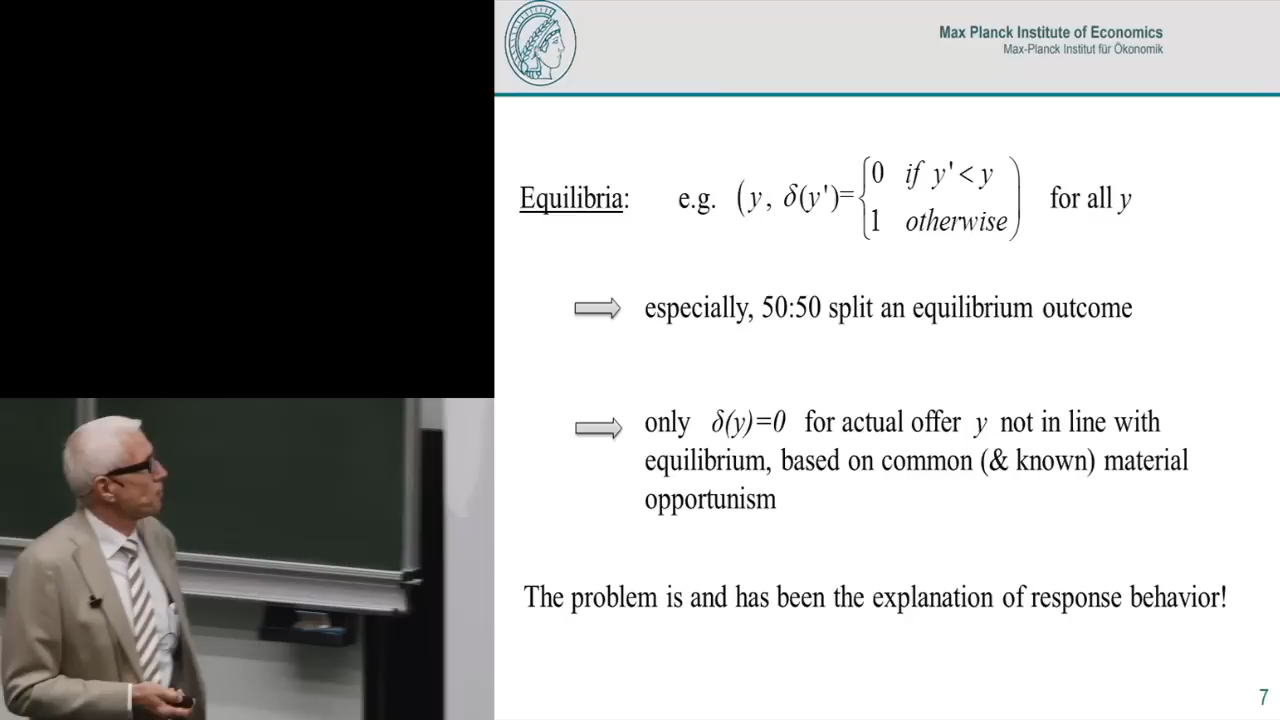 Max Planck Institute of Economics
Max-Planck Institut für Ökonomik
Equilibria: e.g. (y, δ(y')={0 if y' < y
1 otherwise) for all y
especially, 50:50 split an equilibrium outcome
only δ(y)=0 for actual offer y not in line with
equilibrium, based on common (& known) material
opportunism
The problem is and has been the explanation of response behavior!
7